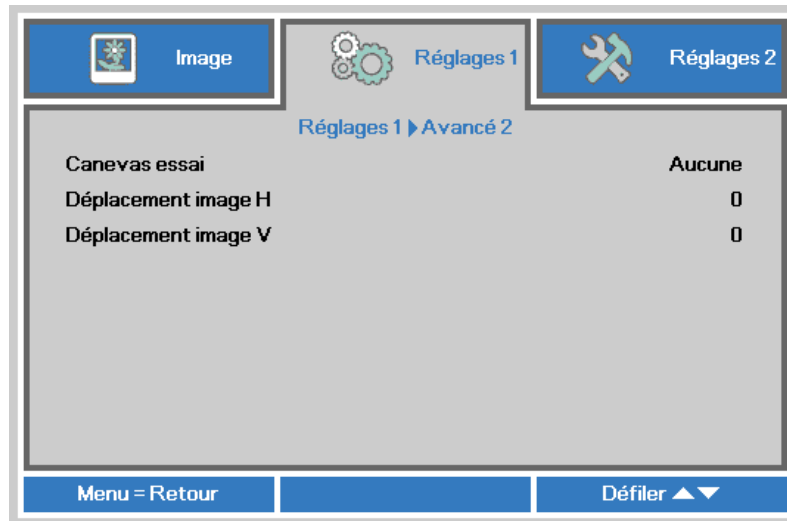 Image
Réglages 1
Réglages 2
Réglages 1 ▶ Avancé 2
Canevas essai Aucune
Déplacement image H 0
Déplacement image V 0
Menu = Retour
Défiler ▲▼